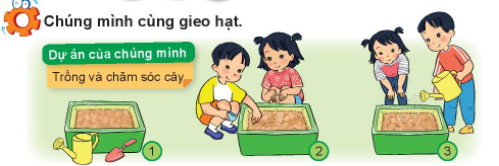 Chúng mình cùng gieo hạt.
Dự án của chúng mình
Trồng và chăm sóc cây
1
2
3